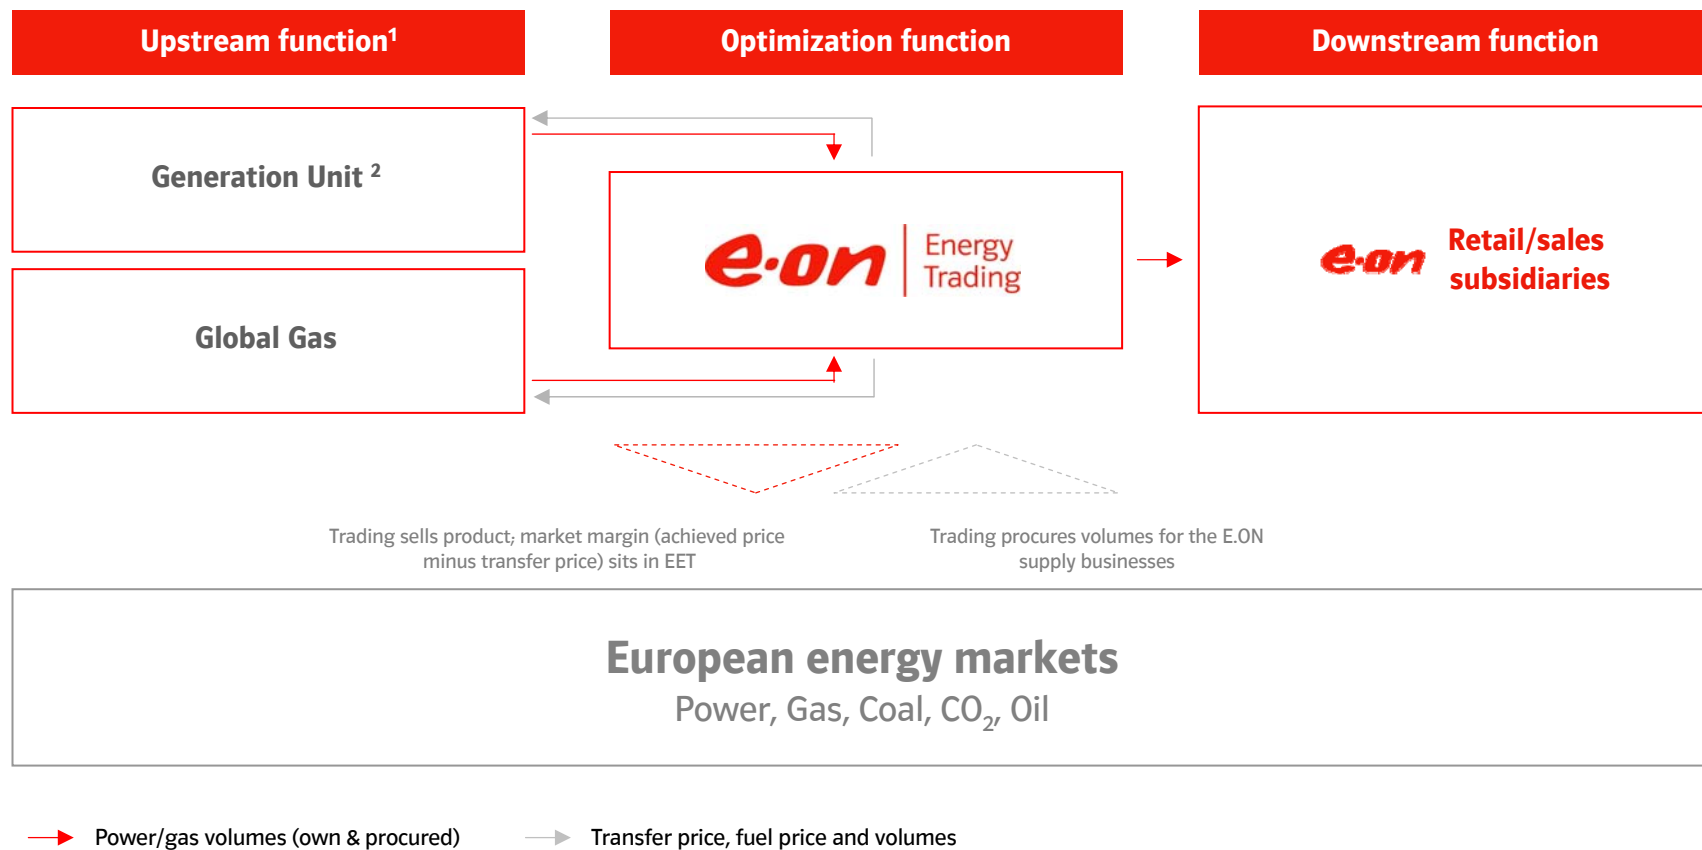 Upstream function¹
Optimization function
Downstream function
Generation Unit ²
Global Gas
e·on
Energy
Trading
e·on
Retail/sales
subsidiaries
Trading sells product; market margin (achieved price
minus transfer price) sits in EET
Trading procures volumes for the E.ON
supply businesses
European energy markets
Power, Gas, Coal, CO₂, Oil
Power/gas volumes (own & procured)
Transfer price, fuel price and volumes